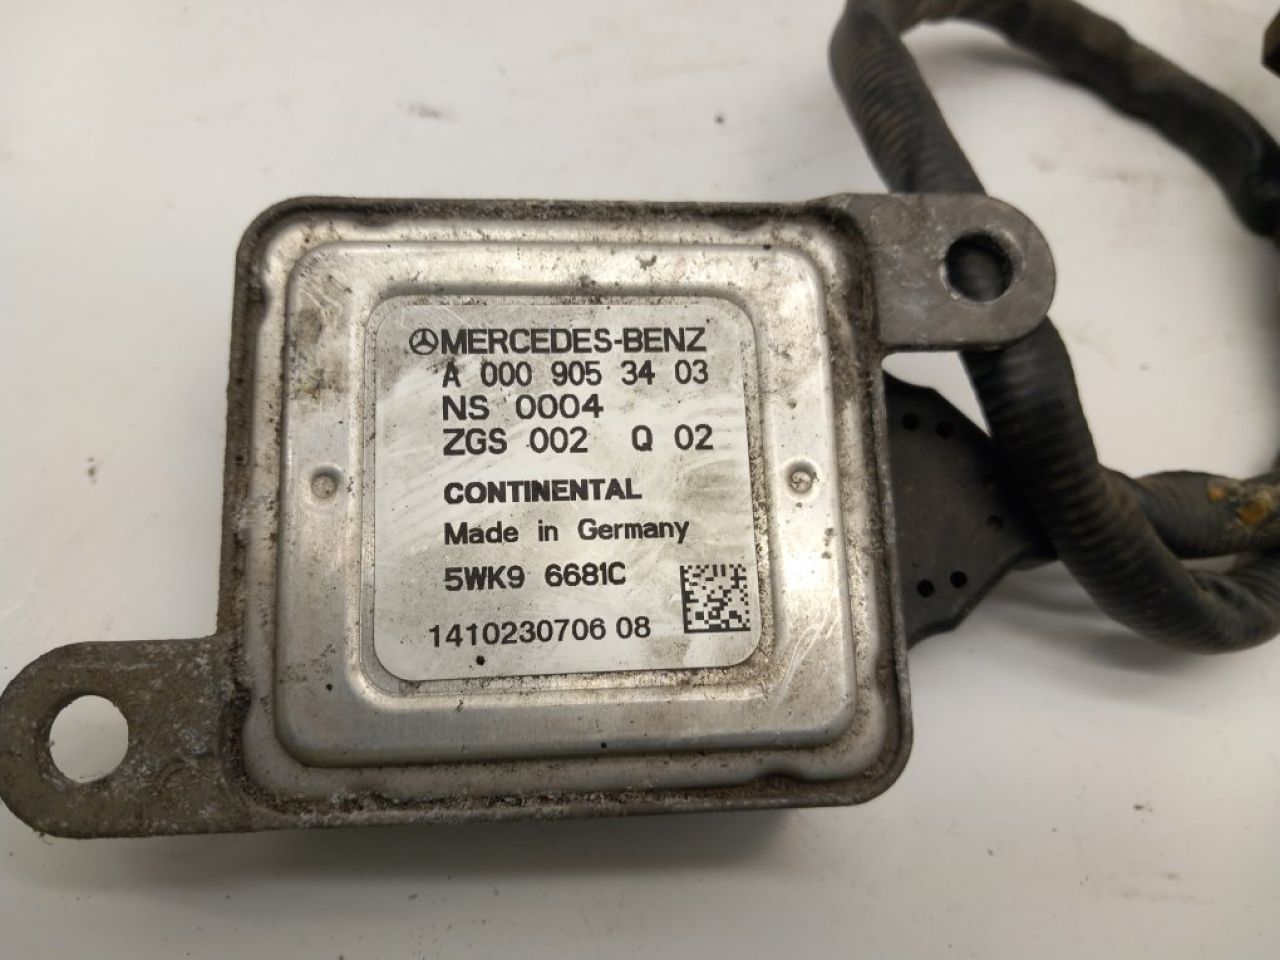 MERCEDES-BENZ
A 000 905 34 03
NS 0004
ZGS 002 Q 02
CONTINENTAL
Made in Germany
5WK9 6681C
1410230706 08